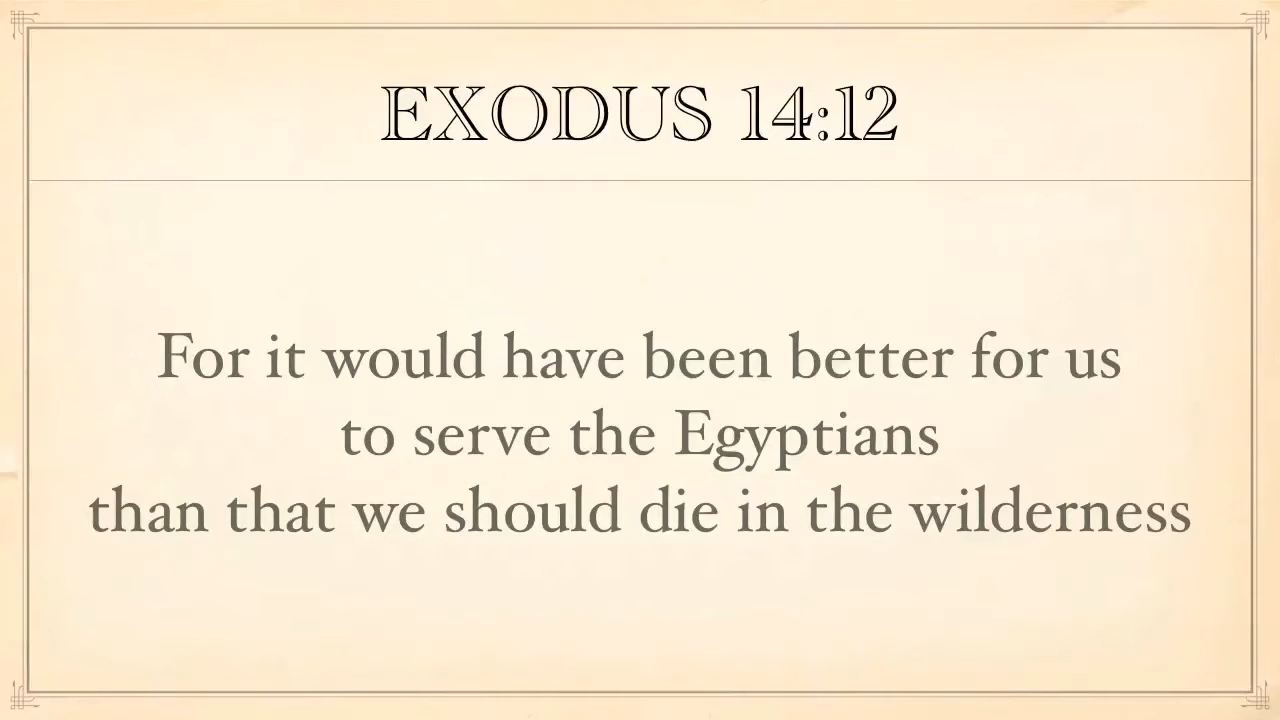 EXODUS 14:12
For it would have been better for us
to serve the Egyptians
than that we should die in the wilderness